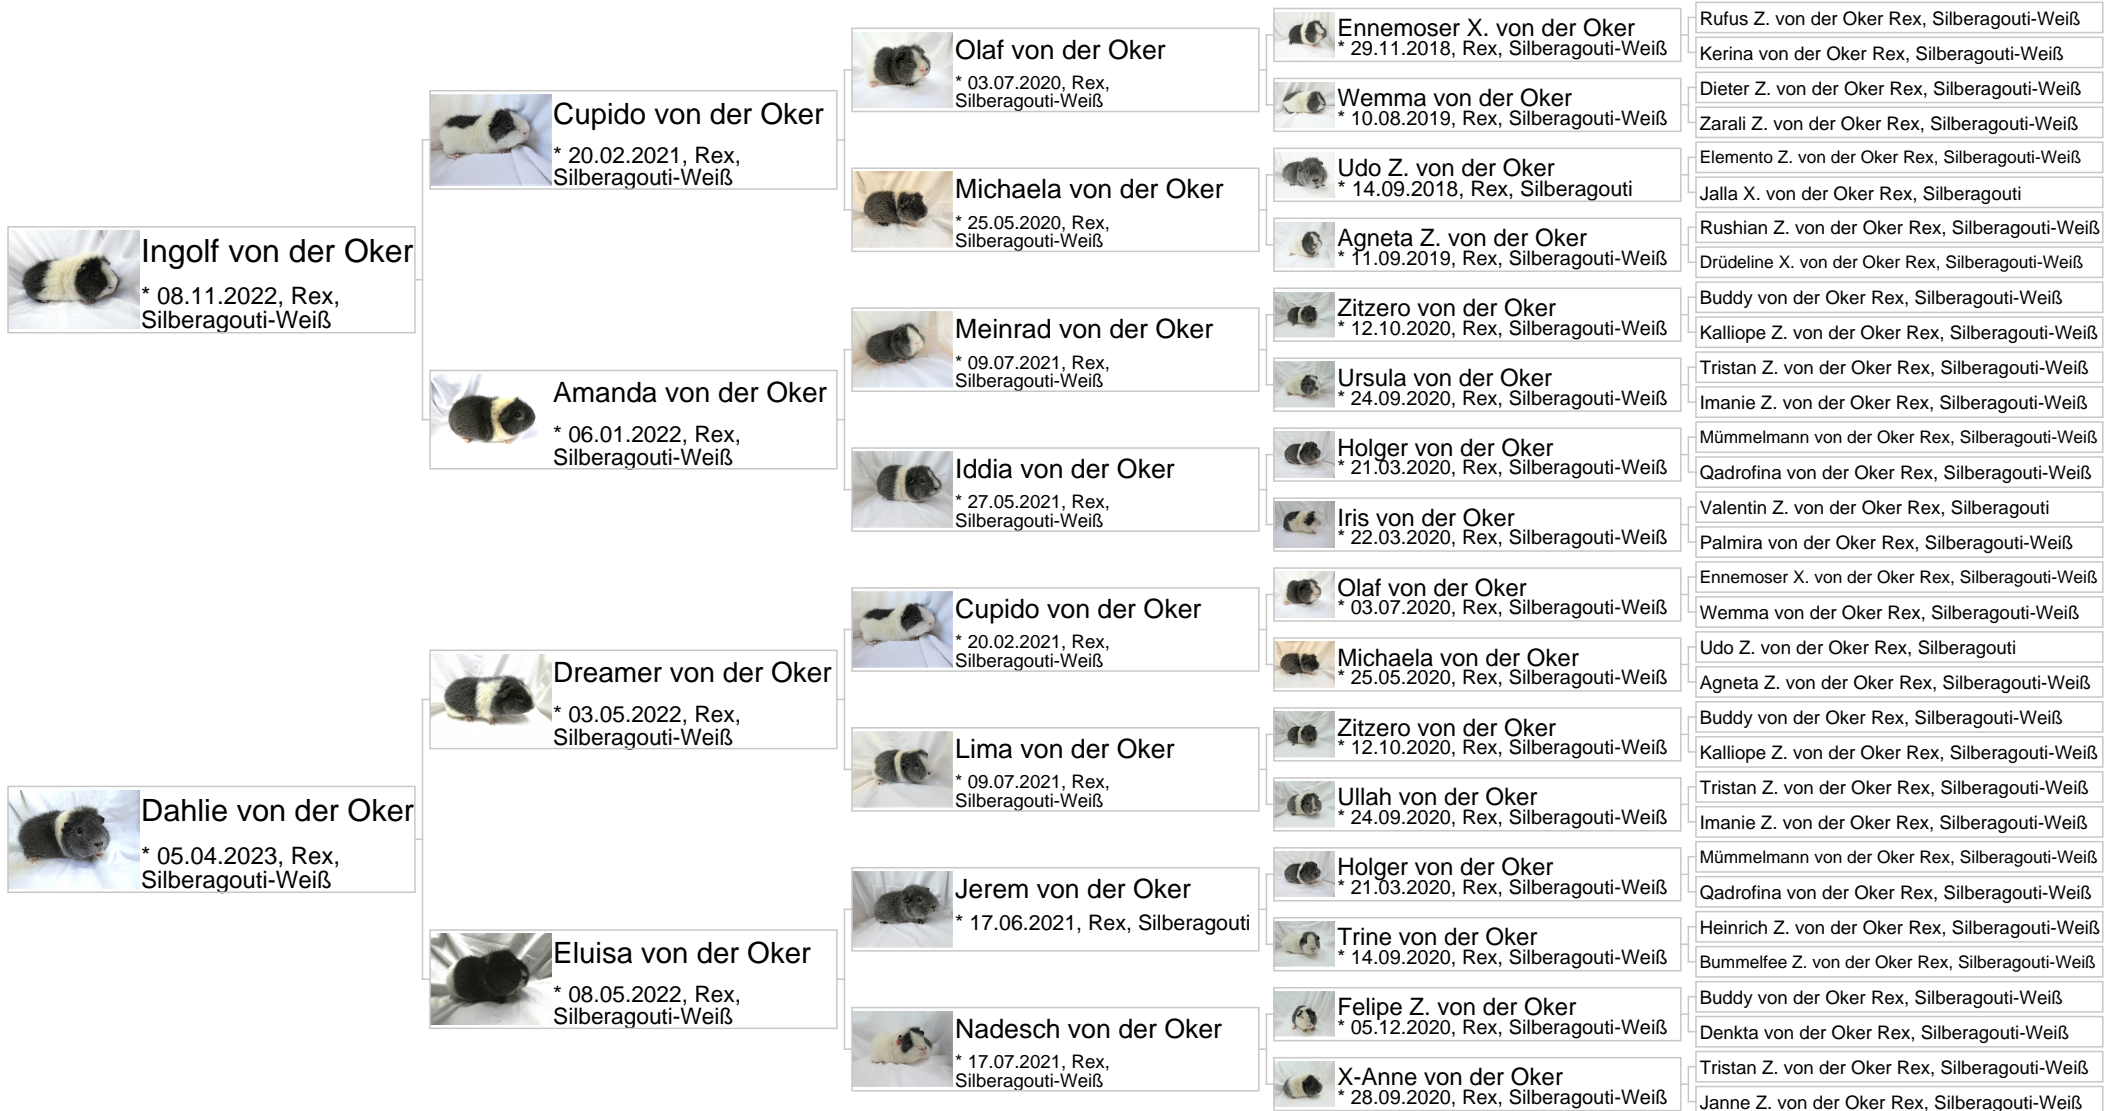 Ingolf von der Oker
* 08.11.2022, Rex,
Silberagouti-Weiß
Dahlie von der Oker
* 05.04.2023, Rex,
Silberagouti-Weiß
Cupido von der Oker
* 20.02.2021, Rex,
Silberagouti-Weiß
Amanda von der Oker
* 06.01.2022, Rex,
Silberagouti-Weiß
Dreamer von der Oker
* 03.05.2022, Rex,
Silberagouti-Weiß
Eluisa von der Oker
* 08.05.2022, Rex,
Silberagouti-Weiß
Olaf von der Oker
* 03.07.2020, Rex,
Silberagouti-Weiß
Michaela von der Oker
* 25.05.2020, Rex,
Silberagouti-Weiß
Meinrad von der Oker
* 09.07.2021, Rex,
Silberagouti-Weiß
Iddia von der Oker
* 27.05.2021, Rex,
Silberagouti-Weiß
Cupido von der Oker
* 20.02.2021, Rex,
Silberagouti-Weiß
Lima von der Oker
* 09.07.2021, Rex,
Silberagouti-Weiß
Jerem von der Oker
* 17.06.2021, Rex, Silberagouti
Nadesch von der Oker
* 17.07.2021, Rex,
Silberagouti-Weiß
Ennemoser X. von der Oker
* 29.11.2018, Rex, Silberagouti-Weiß
Wemma von der Oker
* 10.08.2019, Rex, Silberagouti-Weiß
Udo Z. von der Oker
* 14.09.2018, Rex, Silberagouti
Agneta Z. von der Oker
* 11.09.2019, Rex, Silberagouti-Weiß
Zitzero von der Oker
* 12.10.2020, Rex, Silberagouti-Weiß
Ursula von der Oker
* 24.09.2020, Rex, Silberagouti-Weiß
Holger von der Oker
* 21.03.2020, Rex, Silberagouti-Weiß
Iris von der Oker
* 22.03.2020, Rex, Silberagouti-Weiß
Olaf von der Oker
* 03.07.2020, Rex, Silberagouti-Weiß
Michaela von der Oker
* 25.05.2020, Rex, Silberagouti-Weiß
Zitzero von der Oker
* 12.10.2020, Rex, Silberagouti-Weiß
Ullah von der Oker
* 24.09.2020, Rex, Silberagouti-Weiß
Holger von der Oker
* 21.03.2020, Rex, Silberagouti-Weiß
Trine von der Oker
* 14.09.2020, Rex, Silberagouti-Weiß
Felipe Z. von der Oker
* 05.12.2020, Rex, Silberagouti-Weiß
X-Anne von der Oker
* 28.09.2020, Rex, Silberagouti-Weiß
Rufus Z. von der Oker Rex, Silberagouti-Weiß
Kerina von der Oker Rex, Silberagouti-Weiß
Dieter Z. von der Oker Rex, Silberagouti-Weiß
Zarali Z. von der Oker Rex, Silberagouti-Weiß
Elemento Z. von der Oker Rex, Silberagouti-Weiß
Jalla X. von der Oker Rex, Silberagouti
Rushian Z. von der Oker Rex, Silberagouti-Weiß
Drüdeline X. von der Oker Rex, Silberagouti-Weiß
Buddy von der Oker Rex, Silberagouti-Weiß
Kalliope Z. von der Oker Rex, Silberagouti-Weiß
Tristan Z. von der Oker Rex, Silberagouti-Weiß
Imanie Z. von der Oker Rex, Silberagouti-Weiß
Mümmelmann von der Oker Rex, Silberagouti-Weiß
Qadrofina von der Oker Rex, Silberagouti-Weiß
Valentin Z. von der Oker Rex, Silberagouti
Palmira von der Oker Rex, Silberagouti-Weiß
Ennemoser X. von der Oker Rex, Silberagouti-Weiß
Wemma von der Oker Rex, Silberagouti-Weiß
Udo Z. von der Oker Rex, Silberagouti
Agneta Z. von der Oker Rex, Silberagouti-Weiß
Buddy von der Oker Rex, Silberagouti-Weiß
Kalliope Z. von der Oker Rex, Silberagouti-Weiß
Tristan Z. von der Oker Rex, Silberagouti-Weiß
Imanie Z. von der Oker Rex, Silberagouti-Weiß
Mümmelmann von der Oker Rex, Silberagouti-Weiß
Qadrofina von der Oker Rex, Silberagouti-Weiß
Heinrich Z. von der Oker Rex, Silberagouti-Weiß
Bummelfee Z. von der Oker Rex, Silberagouti-Weiß
Buddy von der Oker Rex, Silberagouti-Weiß
Denkta von der Oker Rex, Silberagouti-Weiß
Tristan Z. von der Oker Rex, Silberagouti-Weiß
Janne Z. von der Oker Rex, Silberagouti-Weiß